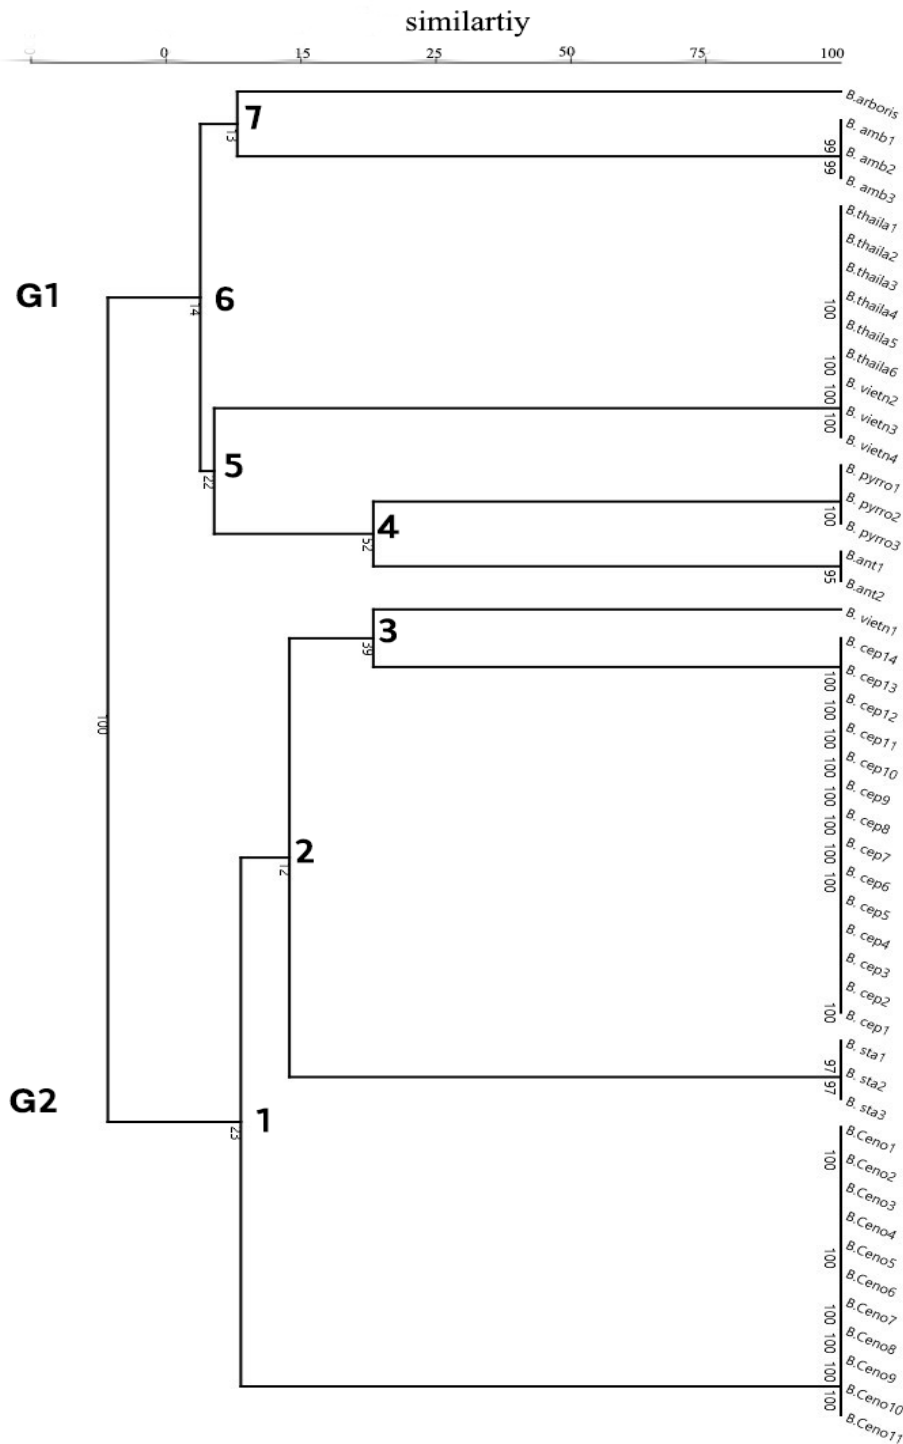 similartiy
0 15 25 50 75 100
B.arboris
7
13
B. amb1
99
B. amb2
99
B. amb3
B.thaila1
B.thaila2
B.thaila3
G1
6
14
100
B.thaila4
B.thaila5
100
B.thaila6
100
B. vietn2
100
B. vietn3
B. vietn4
5
22
B. pyrro1
B. pyrro2
100
B. pyrro3
4
52
B.ant1
95
B.ant2
B. vietn1
3
39
B. cep14
B. cep13
100
B. cep12
100
B. cep11
100
100
B. cep10
100
B. cep9
100
B. cep8
100
B. cep7
100
B. cep6
B. cep5
B. cep4
B. cep3
B. cep2
100
B. cep1
2
12
B. sta1
97
B. sta2
97
B. sta3
G2
1
23
B.Ceno1
100
B.Ceno2
B.Ceno3
B.Ceno4
100
B.Ceno5
B.Ceno6
100
B.Ceno7
100
B.Ceno8
100
B.Ceno9
100
B.Ceno10
B.Ceno11
100